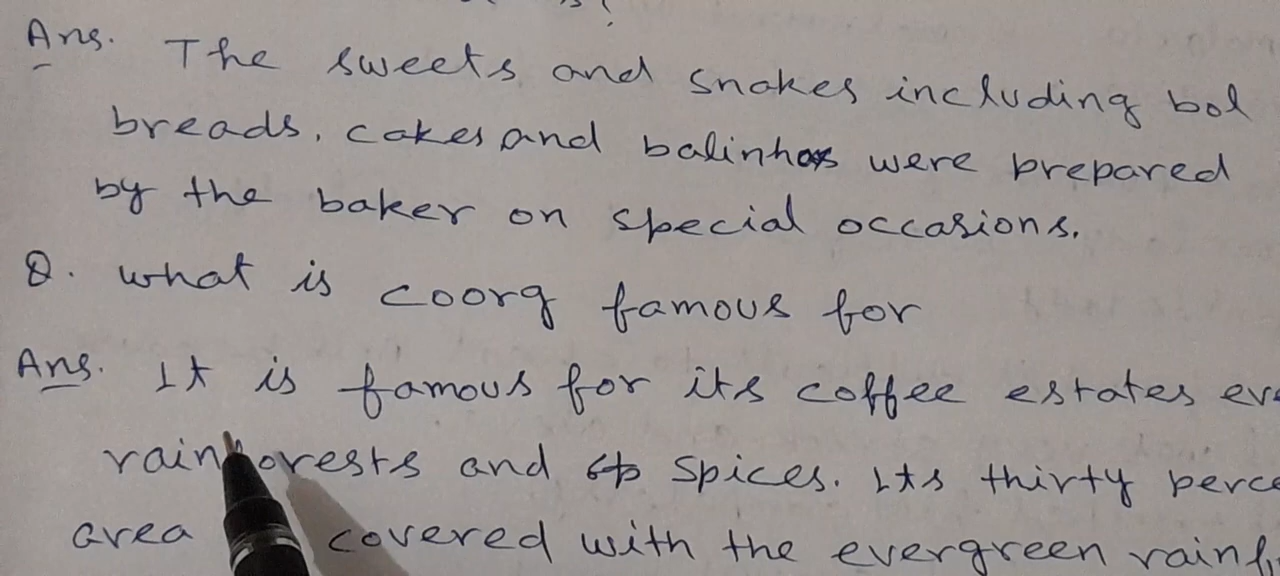 Ans. The sweets and snakes including bol
breads, cakes and balinhas were prepared
by the baker on special occasions.
Q. what is coorg famous for
Ans. It is famous for its coffee estates
and spices. Its thirty
area covered with the evergreen